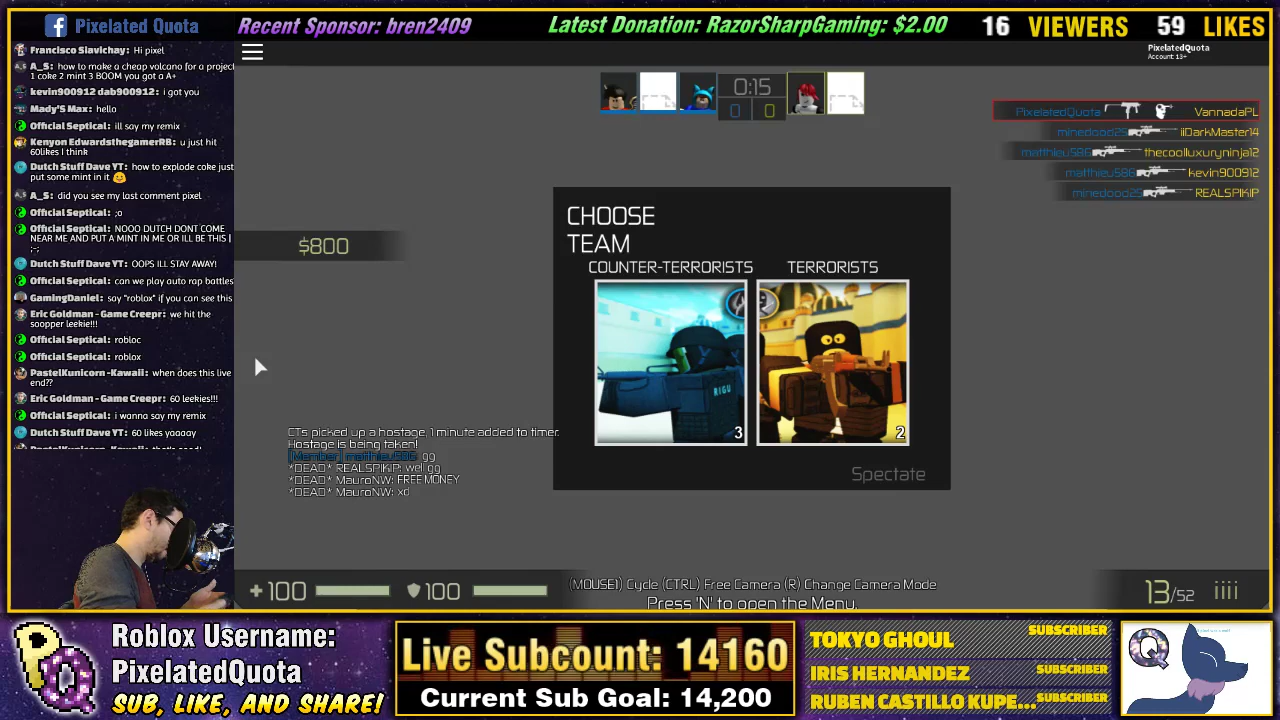 Pixelated Quota
Recent Sponsor: bren2409
Latest Donation: RazorSharpGaming: $2.00
16 VIEWERS 59 LIKES
PixelatedQuota
Account: 13+
Francisco Slavichay: Hi pixel
A_S: how to make a cheap volcano for a project
1 coke 2 mint 3 BOOM you got a A+
kevin900912 dab900912: i got you
Mady'S Max: hello
Official Septical: ill say my remix
Kenyon EdwardsthegamerRB: u just hit
60likes I think
Dutch Stuff Dave YT: how to explode coke just
put some mint in it
A_S: did you see my last comment pixel
Official Septical: ;o
Official Septical: NOOO DUTCH DONT COME
NEAR ME AND PUT A MINT IN ME OR ILL BE THIS |
;-;
Dutch Stuff Dave YT: OOPS ILL STAY AWAY!
Official Septical: can we play auto rap battles
GamingDaniel: say "roblox" if you can see this
Eric Goldman - Game Creepr: we hit the
soopper leekie!!!
Official Septical: robloc
Official Septical: roblox
PastelKunicorn -Kawaii: when does this live
end??
Eric Goldman - Game Creepr: 60 leekies!!!
Official Septical: i wanna say my remix
Dutch Stuff Dave YT: 60 likes yaaaay
0:15
0 0
PixelatedQuota VannadaPL
minedood25 iiDarkMaster14
matthieu586 thecoolluxuryninja12
matthieu586 kevin900912
minedood25 REALSPIKIP
$800
CHOOSE
TEAM
COUNTER-TERRORISTS TERRORISTS
RIGU
3 2
Spectate
CTs picked up a hostage, 1 minute added to timer.
Hostage is being taken!
[Member] matthieu586: gg
*DEAD* REALSPIKIP: wel gg
*DEAD* MauroNW: FREE MONEY
*DEAD* MauroNW: xd
+100 100
(MOUSE1) Cycle (CTRL) Free Camera (R) Change Camera Mode
Press 'N' to open the Menu.
13/52
Roblox Username:
PixelatedQuota
SUB, LIKE, AND SHARE!
Live Subcount: 14160
Current Sub Goal: 14,200
TOKYO GHOUL SUBSCRIBER
IRIS HERNANDEZ SUBSCRIBER
RUBEN CASTILLO KUPE... SUBSCRIBER